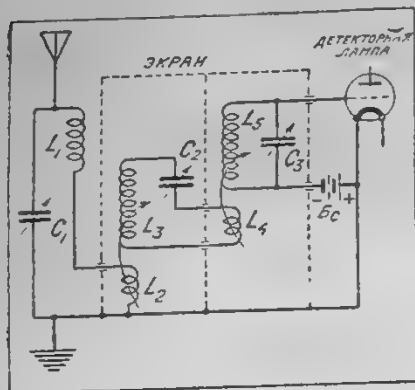 ЭКРАН
ДЕТЕКТОРНАЯ
ЛАМПА
L₁
C₁
L₂
L₃
C₂
L₄
L₅
C₃
- Бс +